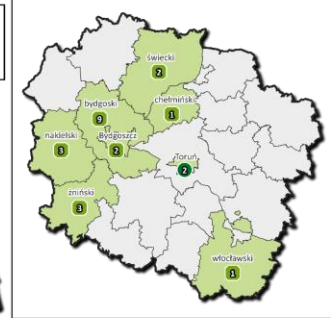 świecki
2
chełmiński
1
bydgoski
9
nakielski
3
Bydgoszcz
2
Toruń
2
żniński
3
włocławski
1